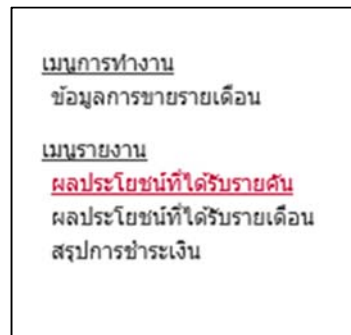 เมนูการทำงาน
ข้อมูลการขายรายเดือน
เมนูรายงาน
ผลประโยชน์ที่ได้รับรายคัน
ผลประโยชน์ที่ได้รับรายเดือน
สรุปการชำระเงิน